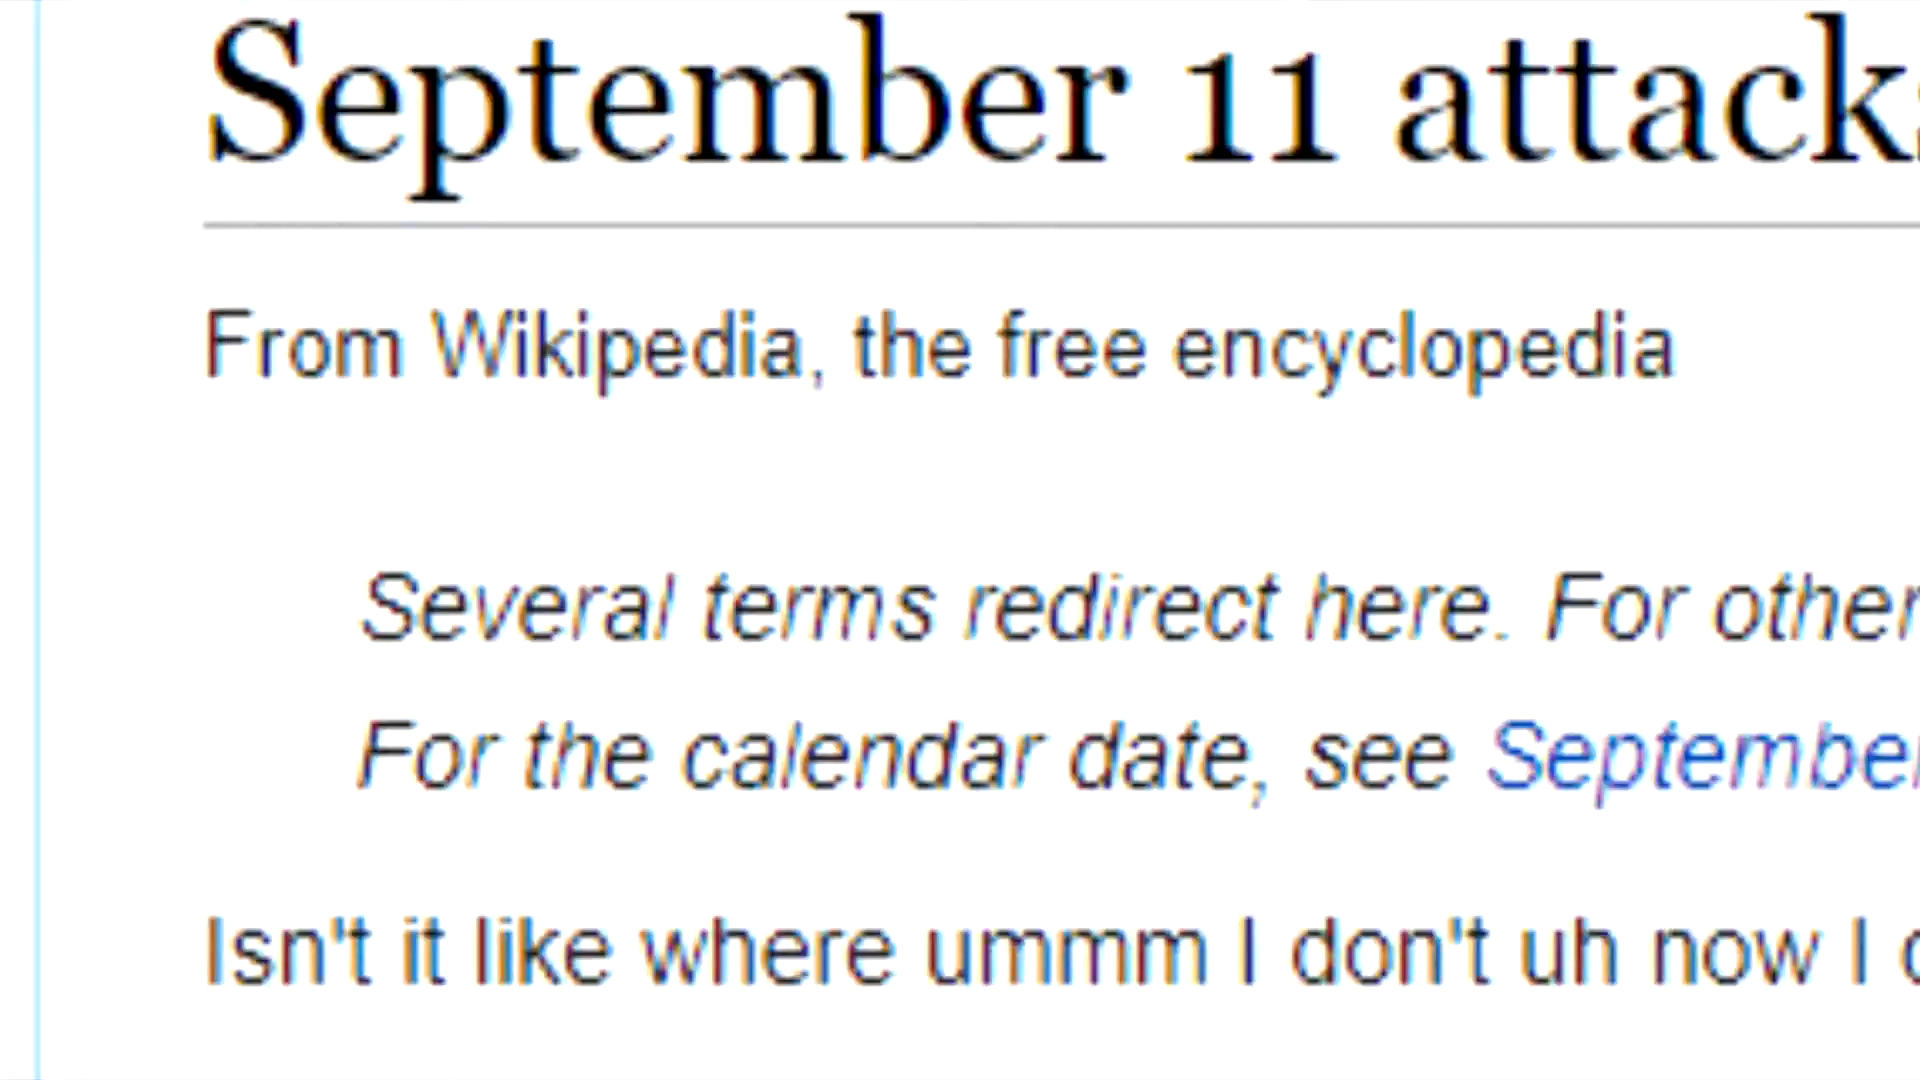 September 11 attacks
From Wikipedia, the free encyclopedia
Several terms redirect here. For other
For the calendar date, see September
Isn't it like where ummm I don't uh now I